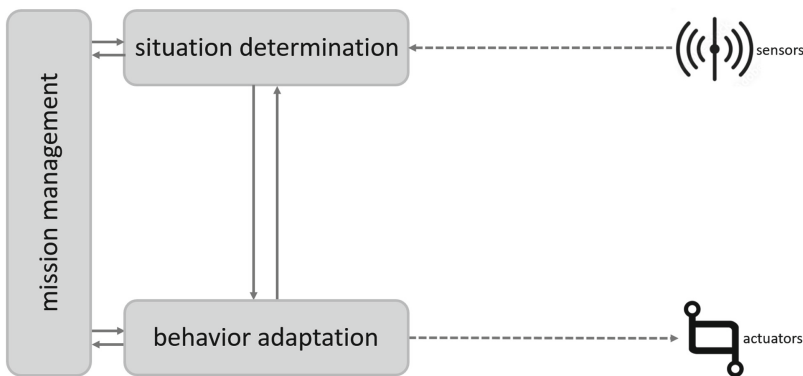 situation determination
sensors
mission management
behavior adaptation
actuators